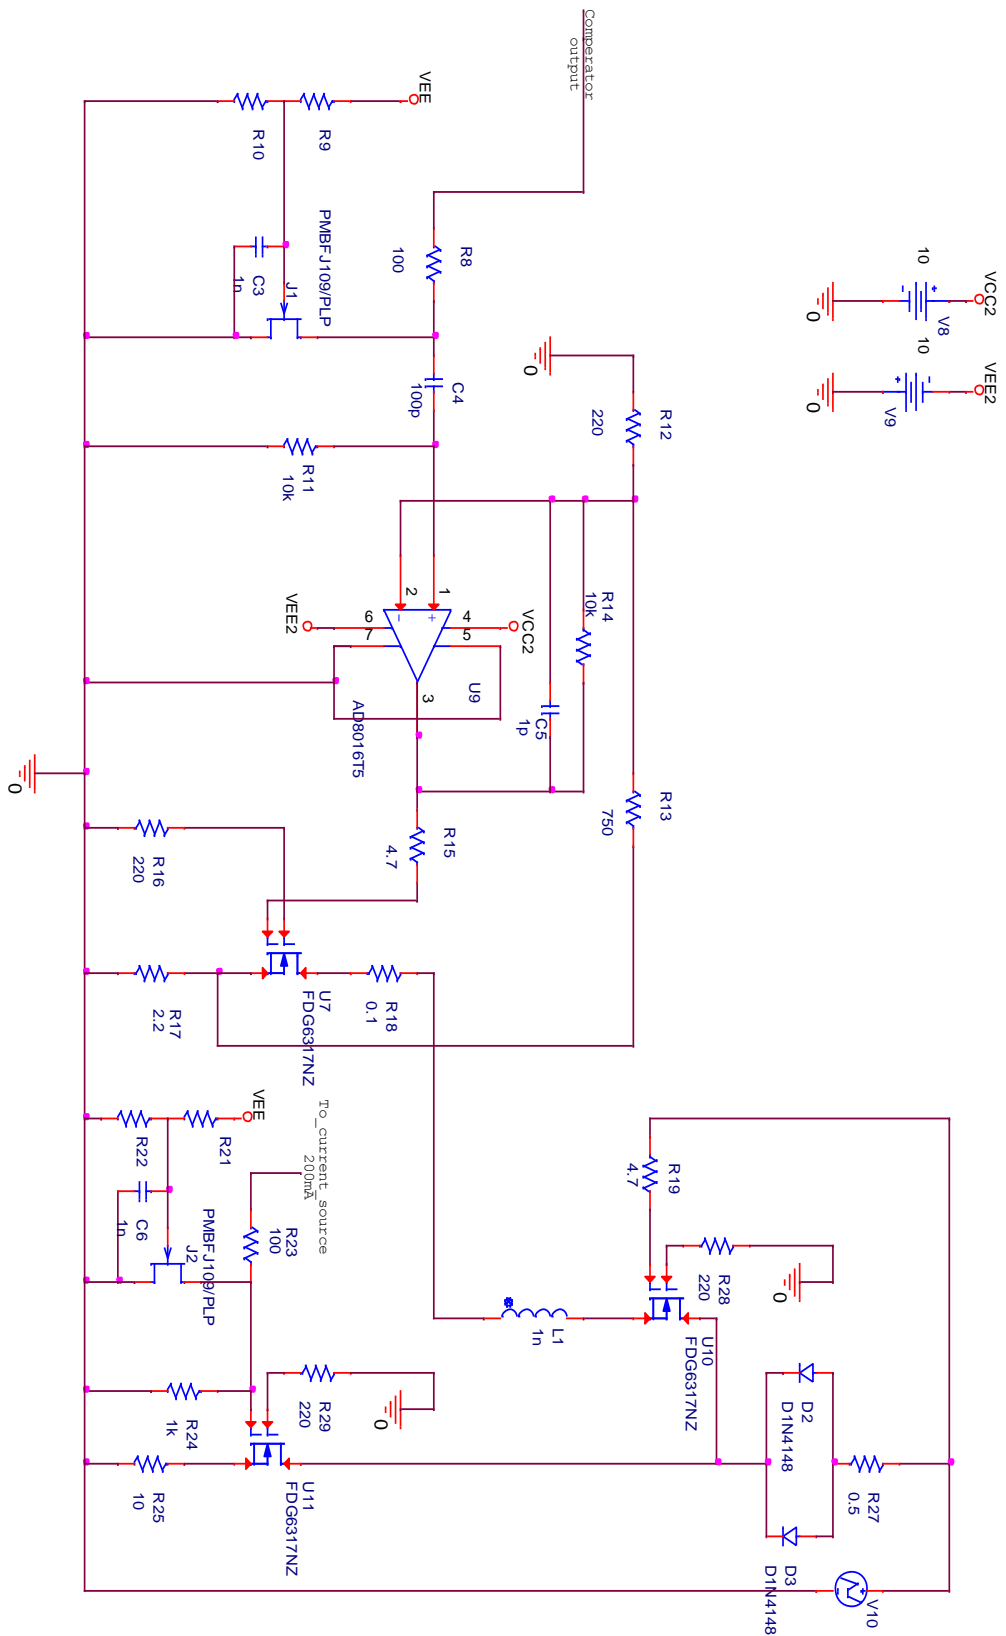 Comperator
output
VEE
R10
R9
PMBFJ109/PLP
C3
1n
J1
R8
100
C4
100p
R11
10k
0
R12
220
10
VCC2
V8
0
10
VEE2
V9
0
1
2
6
7
4
5
3
VEE2
VCC2
U9
AD8016T5
R14
10k
C5
1p
R13
750
R15
4.7
0
R16
220
R17
2.2
U7
FDG6317NZ
R18
0.1
VEE
R22
R21
C6
1n
J2
PMBFJ109/PLP
To_current_source
200mA
R23
100
R19
4.7
R28
220
0
L1
1n
U10
FDG6317NZ
R24
1k
R29
220
0
R25
10
U11
FDG6317NZ
D2
D1N4148
R27
0.5
D3
D1N4148
V10